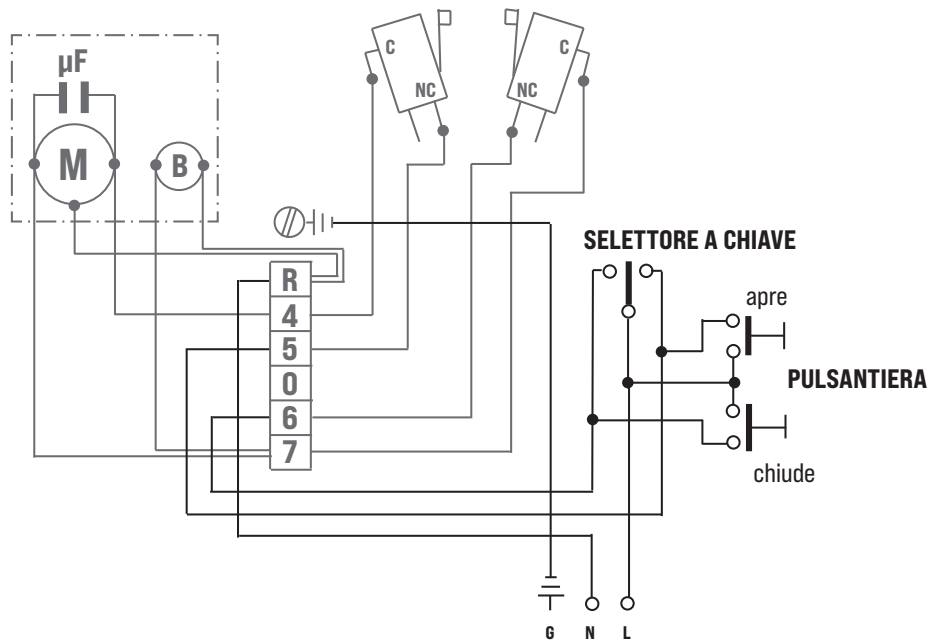 µF
M
B
C
NC
C
NC
R
4
5
0
6
7
SELETTORE A CHIAVE
apre
PULSANTIERA
chiude
G N L